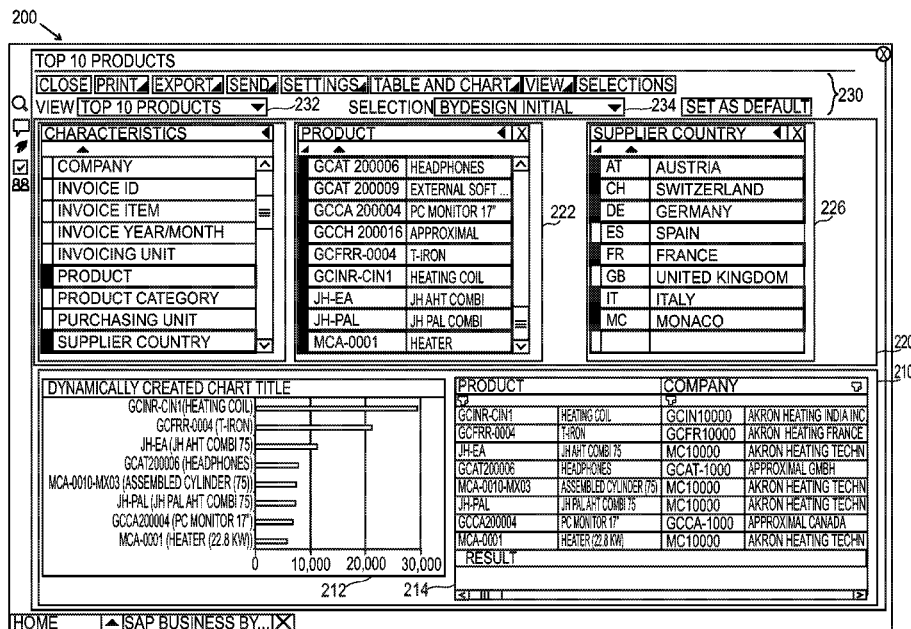 200
TOP 10 PRODUCTS
CLOSE PRINT EXPORT SEND SETTINGS TABLE AND CHART VIEW SELECTIONS
230
VIEW TOP 10 PRODUCTS 232 SELECTION BYDESIGN INITIAL 234 SET AS DEFAULT
CHARACTERISTICS
COMPANY
INVOICE ID
INVOICE ITEM
INVOICE YEAR/MONTH
INVOICING UNIT
PRODUCT
PRODUCT CATEGORY
PURCHASING UNIT
SUPPLIER COUNTRY
PRODUCT X
GCAT 200006 HEADPHONES
GCAT 200009 EXTERNAL SOFT ...
GCCA 200004 PC MONITOR 17"
GCCH 200016 APPROXIMAL
GCFRR-0004 T-IRON
GCINR-CIN1 HEATING COIL
JH-EA JH AHT COMBI
JH-PAL JH PAL COMBI
MCA-0001 HEATER
222
SUPPLIER COUNTRY X
AT AUSTRIA
CH SWITZERLAND
DE GERMANY
ES SPAIN
FR FRANCE
GB UNITED KINGDOM
IT ITALY
MC MONACO
226
220
210
DYNAMICALLY CREATED CHART TITLE
GCINR-CIN1(HEATING COIL)
GCFRR-0004 (T-IRON)
JH-EA (JH AHT COMBI 75)
GCAT200006 (HEADPHONES)
MCA-0010-MX03 (ASSEMBLED CYLINDER (75))
JH-PAL (JH PAL AHT COMBI 75)
GCCA200004 (PC MONITOR 17")
MCA-0001 (HEATER (22.8 KW))
0 10,000 20,000 30,000
212
PRODUCT COMPANY
GCINR-CIN1 HEATING COIL GCIN10000 AKRON HEATING INDIA INC
GCFRR-0004 T-IRON GCFR10000 AKRON HEATING FRANCE
JH-EA JH AHT COMBI 75 MC10000 AKRON HEATING TECHN
GCAT200006 HEADPHONES GCAT-1000 APPROXIMAL GMBH
MCA-0010-MX03 ASSEMBLED CYLINDER (75) MC10000 AKRON HEATING TECHN
JH-PAL JH PAL AHT COMBI 75 MC10000 AKRON HEATING TECHN
GCCA200004 PC MONITOR 17" GCCA-1000 APPROXIMAL CANADA
MCA-0001 HEATER (22.8 KW) MC10000 AKRON HEATING TECHN
RESULT
214
HOME SAP BUSINESS BY... X